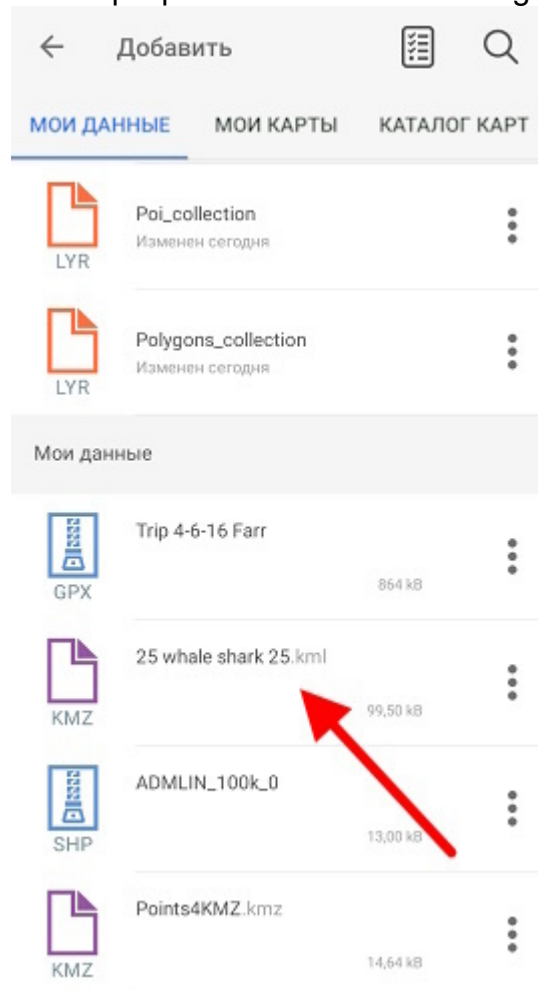 Добавить
МОИ ДАННЫЕ МОИ КАРТЫ КАТАЛОГ КАРТ
Poi_collection
Изменен сегодня
LYR
Polygons_collection
Изменен сегодня
LYR
Мои данные
Trip 4-6-16 Farr
864 kB
GPX
25 whale shark 25.kml
99,50 kB
KMZ
ADMLIN_100k_0
13,00 kB
SHP
Points4KMZ.kmz
14,64 kB
KMZ